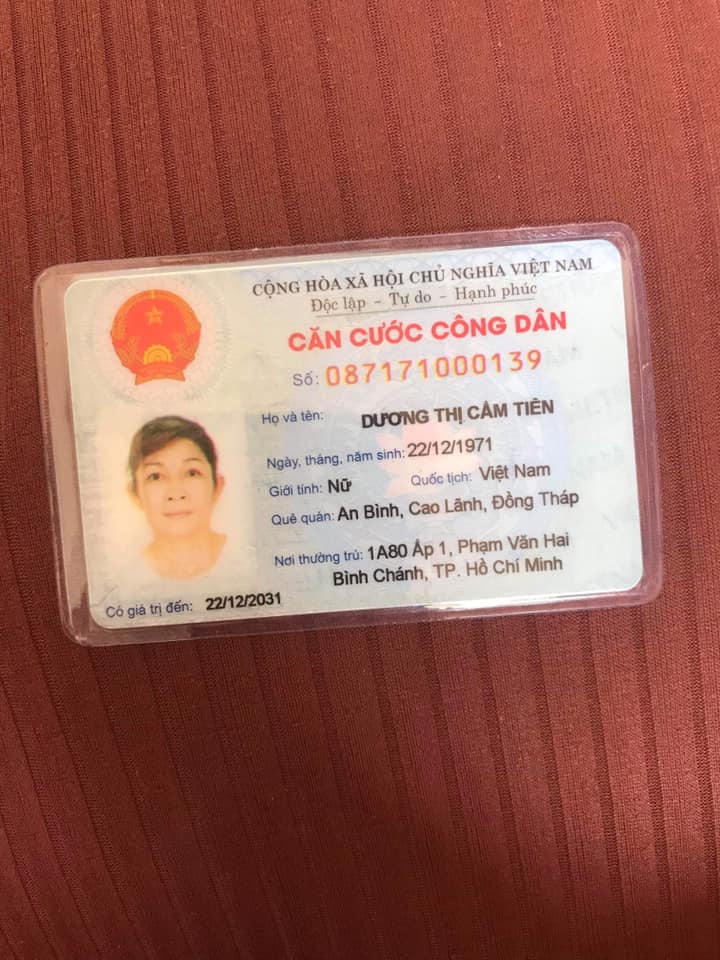 CỘNG HÒA XÃ HỘI CHỦ NGHĨA VIỆT NAM
Độc lập - Tự do - Hạnh phúc
CĂN CƯỚC CÔNG DÂN
Số: 087171000139
Họ và tên: DƯƠNG THỊ CẨM TIÊN
Ngày, tháng, năm sinh: 22/12/1971
Giới tính: Nữ Quốc tịch: Việt Nam
Quê quán: An Bình, Cao Lãnh, Đồng Tháp
Nơi thường trú: 1A80 Ấp 1, Phạm Văn Hai
Bình Chánh, TP. Hồ Chí Minh
Có giá trị đến: 22/12/2031